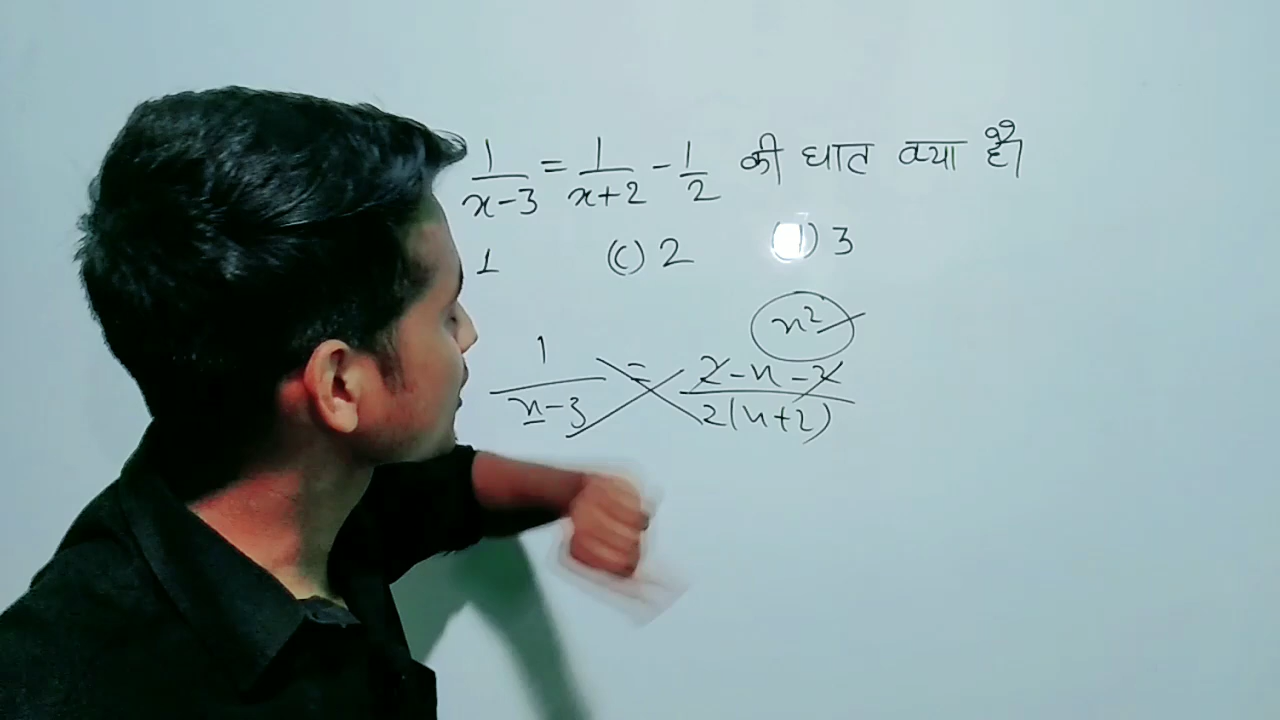 1/(x-3) = 1/(x+2) - 1/2 की घात क्या है।
1 (C) 2 (d) 3
x²
1/(x-3) = (2-x-2)/(2(x+2))